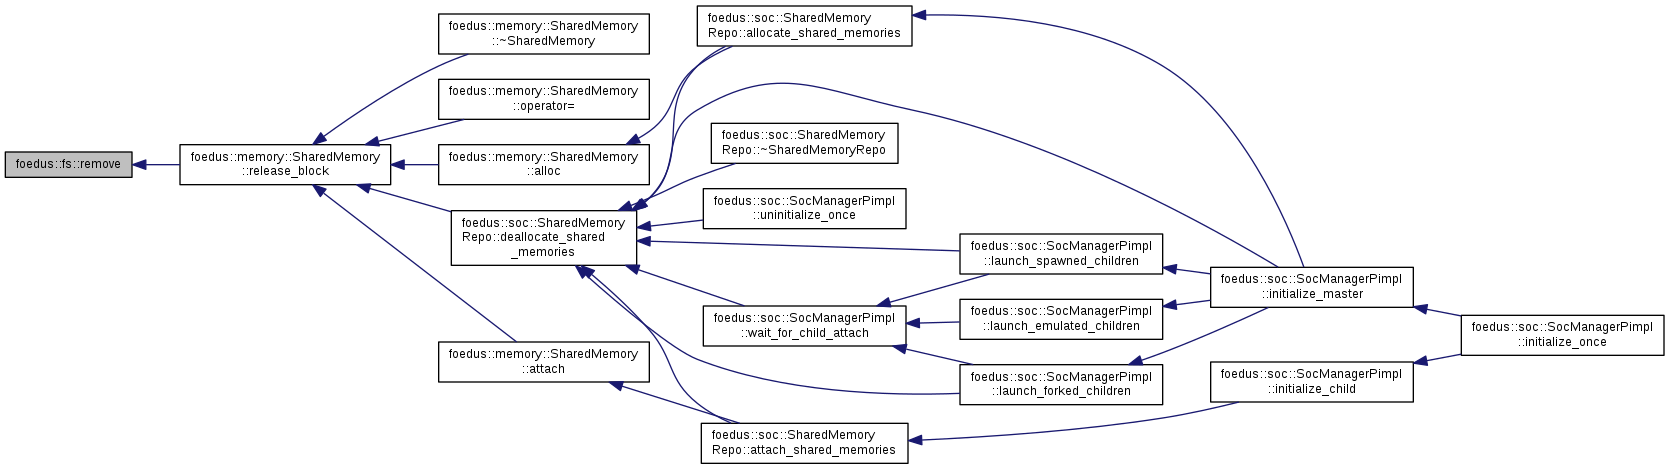 foedus::fs::remove
foedus::memory::SharedMemory
::release_block
foedus::memory::SharedMemory
::~SharedMemory
foedus::memory::SharedMemory
::operator=
foedus::memory::SharedMemory
::alloc
foedus::soc::SharedMemory
Repo::deallocate_shared
_memories
foedus::memory::SharedMemory
::attach
foedus::soc::SharedMemory
Repo::allocate_shared_memories
foedus::soc::SharedMemory
Repo::~SharedMemoryRepo
foedus::soc::SocManagerPimpl
::uninitialize_once
foedus::soc::SocManagerPimpl
::wait_for_child_attach
foedus::soc::SharedMemory
Repo::attach_shared_memories
foedus::soc::SocManagerPimpl
::launch_spawned_children
foedus::soc::SocManagerPimpl
::launch_emulated_children
foedus::soc::SocManagerPimpl
::launch_forked_children
foedus::soc::SocManagerPimpl
::initialize_master
foedus::soc::SocManagerPimpl
::initialize_child
foedus::soc::SocManagerPimpl
::initialize_once